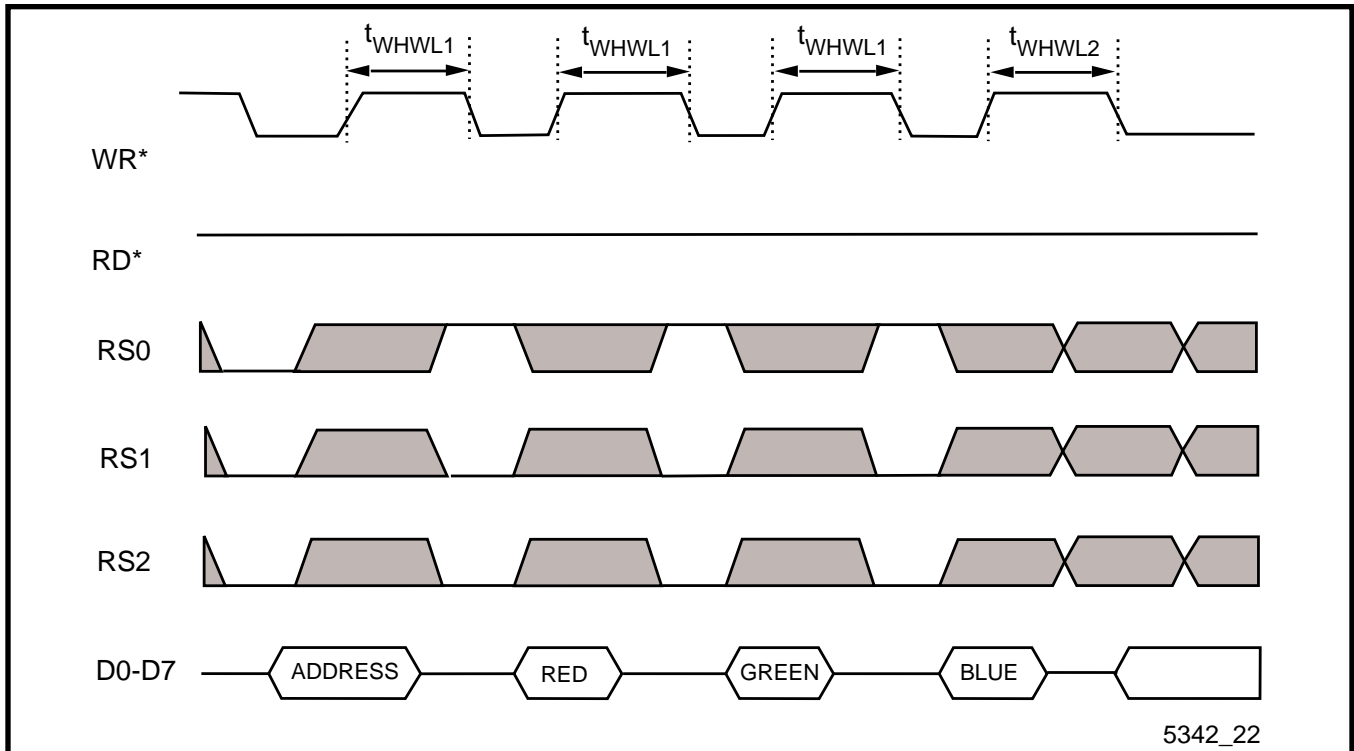 tWHWL1 tWHWL1 tWHWL1 tWHWL2
WR*
RD*
RS0
RS1
RS2
D0-D7 ADDRESS RED GREEN BLUE
5342_22